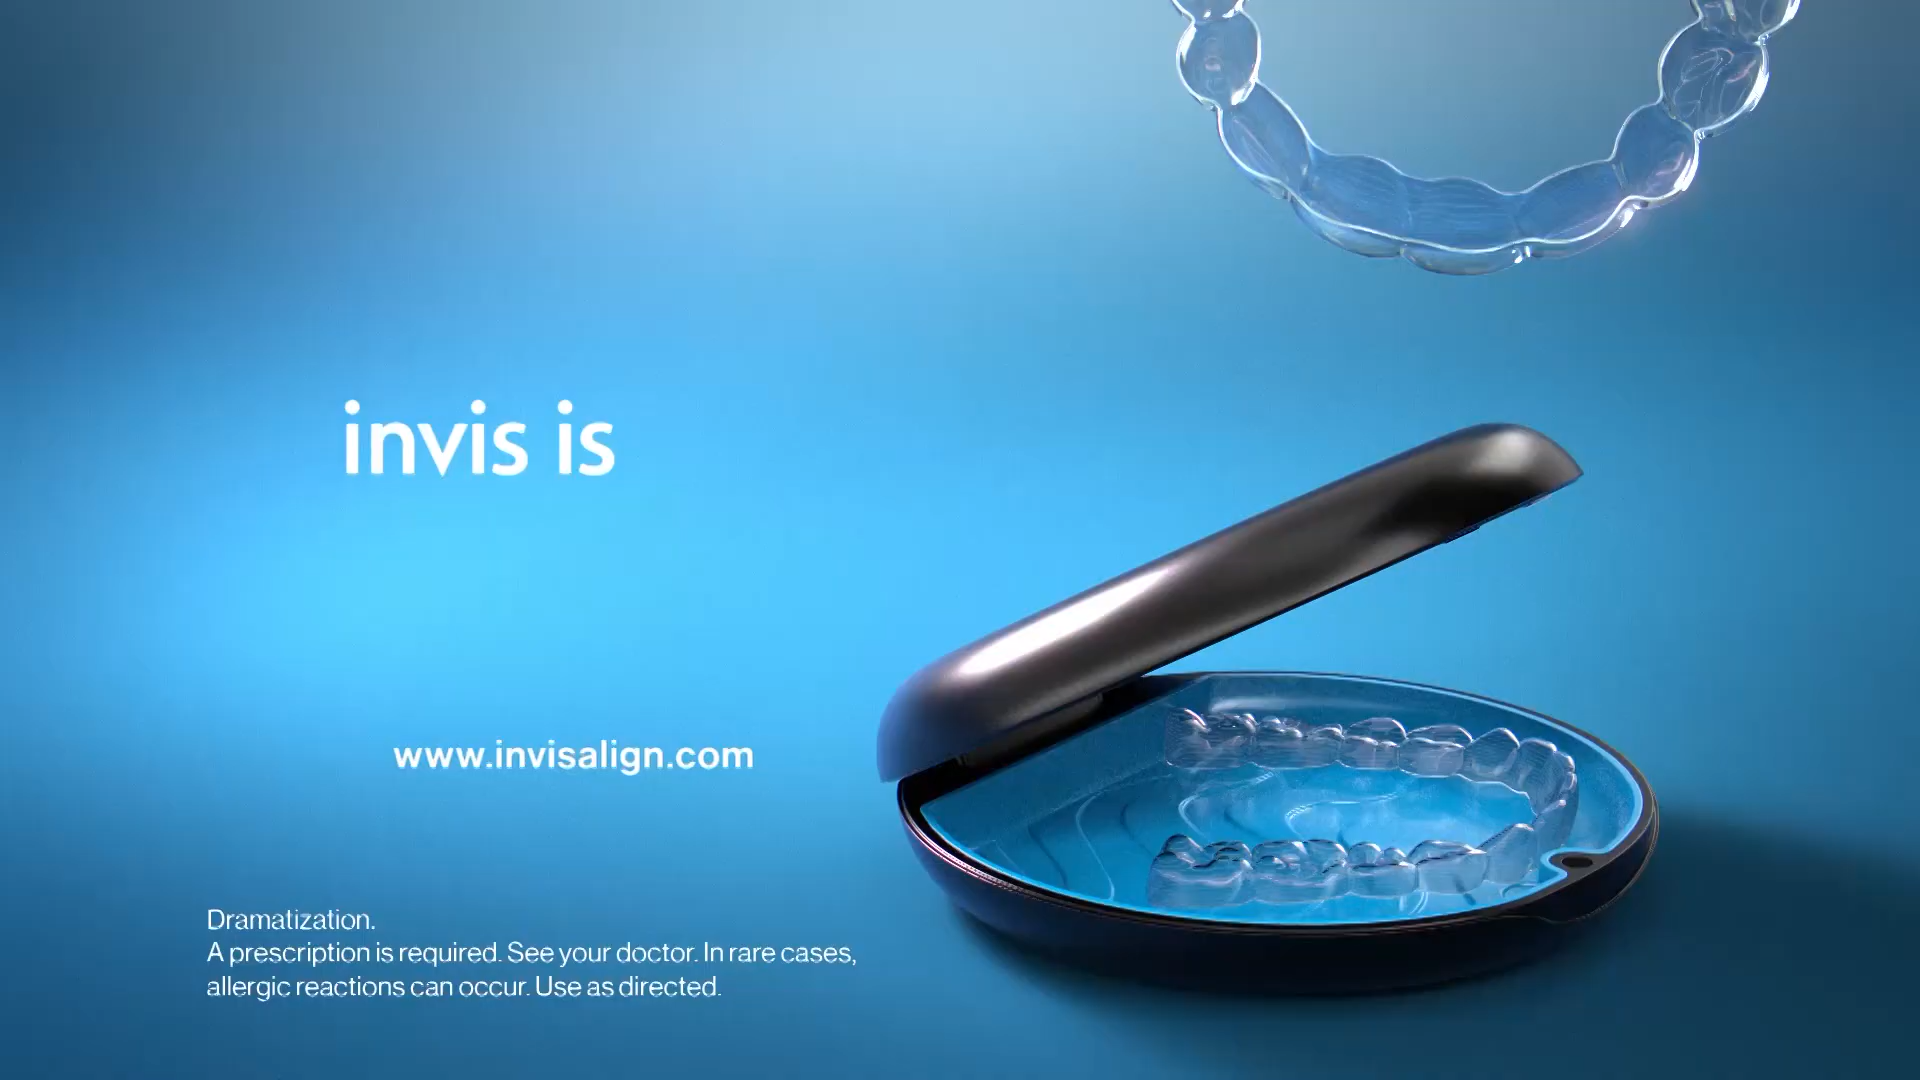 invis is
www.invisalign.com
Dramatization.
A prescription is required. See your doctor. In rare cases,
allergic reactions can occur. Use as directed.